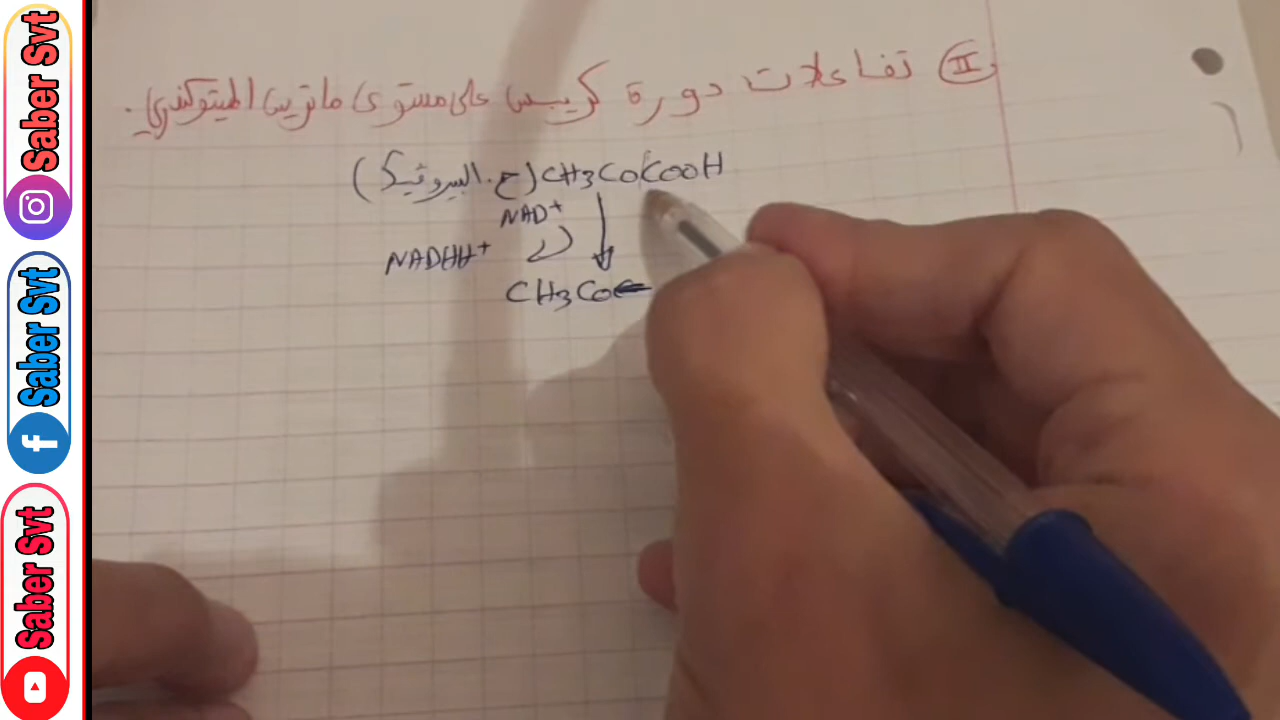 II تفاعلات دورة كريبس على مستوى ماتريس الميتوكندري.
CH3COCOOH (ح. البيروفيك)
NAD+
NADHH+
CH3CO
Saber Svt
Saber Svt
Saber Svt